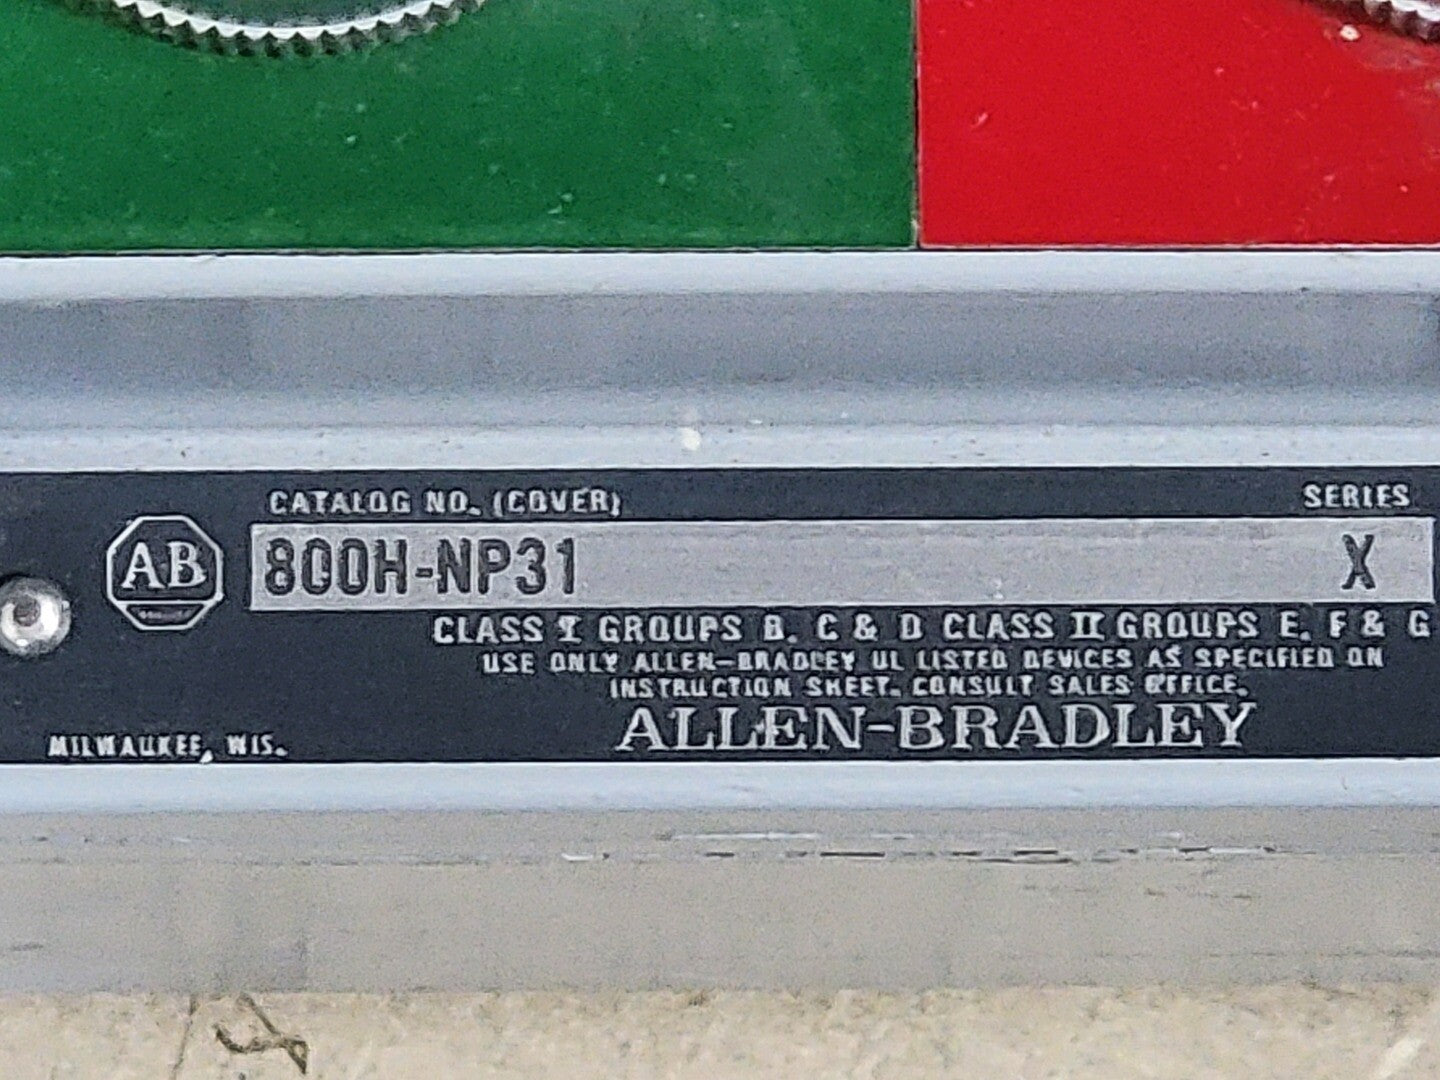 CATALOG NO. (COVER) SERIES
AB 800H-NP31 X
CLASS I GROUPS B, C & D CLASS II GROUPS E, F & G
USE ONLY ALLEN-BRADLEY UL LISTED DEVICES AS SPECIFIED ON
INSTRUCTION SHEET. CONSULT SALES OFFICE.
MILWAUKEE, WIS. ALLEN-BRADLEY